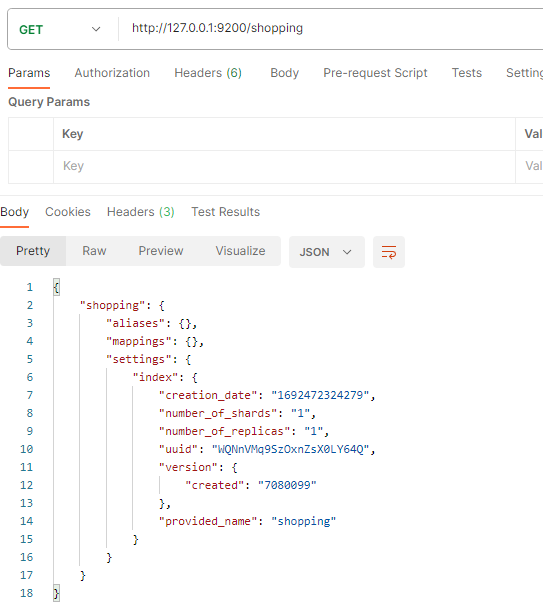 GET http://127.0.0.1:9200/shopping
Params Authorization Headers (6) Body Pre-request Script Tests
Query Params
Key
Key
Body Cookies Headers (3) Test Results
Pretty Raw Preview Visualize JSON
1 {
2 "shopping": {
3 "aliases": {},
4 "mappings": {},
5 "settings": {
6 "index": {
7 "creation_date": "1692472324279",
8 "number_of_shards": "1",
9 "number_of_replicas": "1",
10 "uuid": "WQNnVMq9SzOxnZsX0LY64Q",
11 "version": {
12 "created": "7080099"
13 },
14 "provided_name": "shopping"
15 }
16 }
17 }
18 }